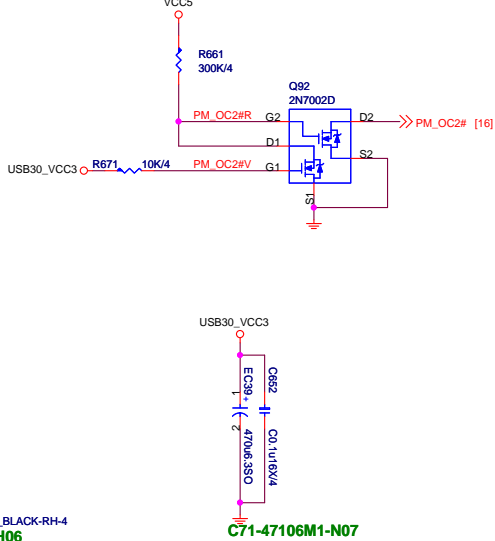 VCC5
R661
300K/4
Q92
2N7002D
PM_OC2#R
G2
D2
PM_OC2# [16]
D1
S2
USB30_VCC3
R671
10K/4
PM_OC2#V
G1
S1
USB30_VCC3
1
EC39
+
2
470u6.3SO
C652
C0.1u16X/4
_BLACK-RH-4
H06
C71-47106M1-N07